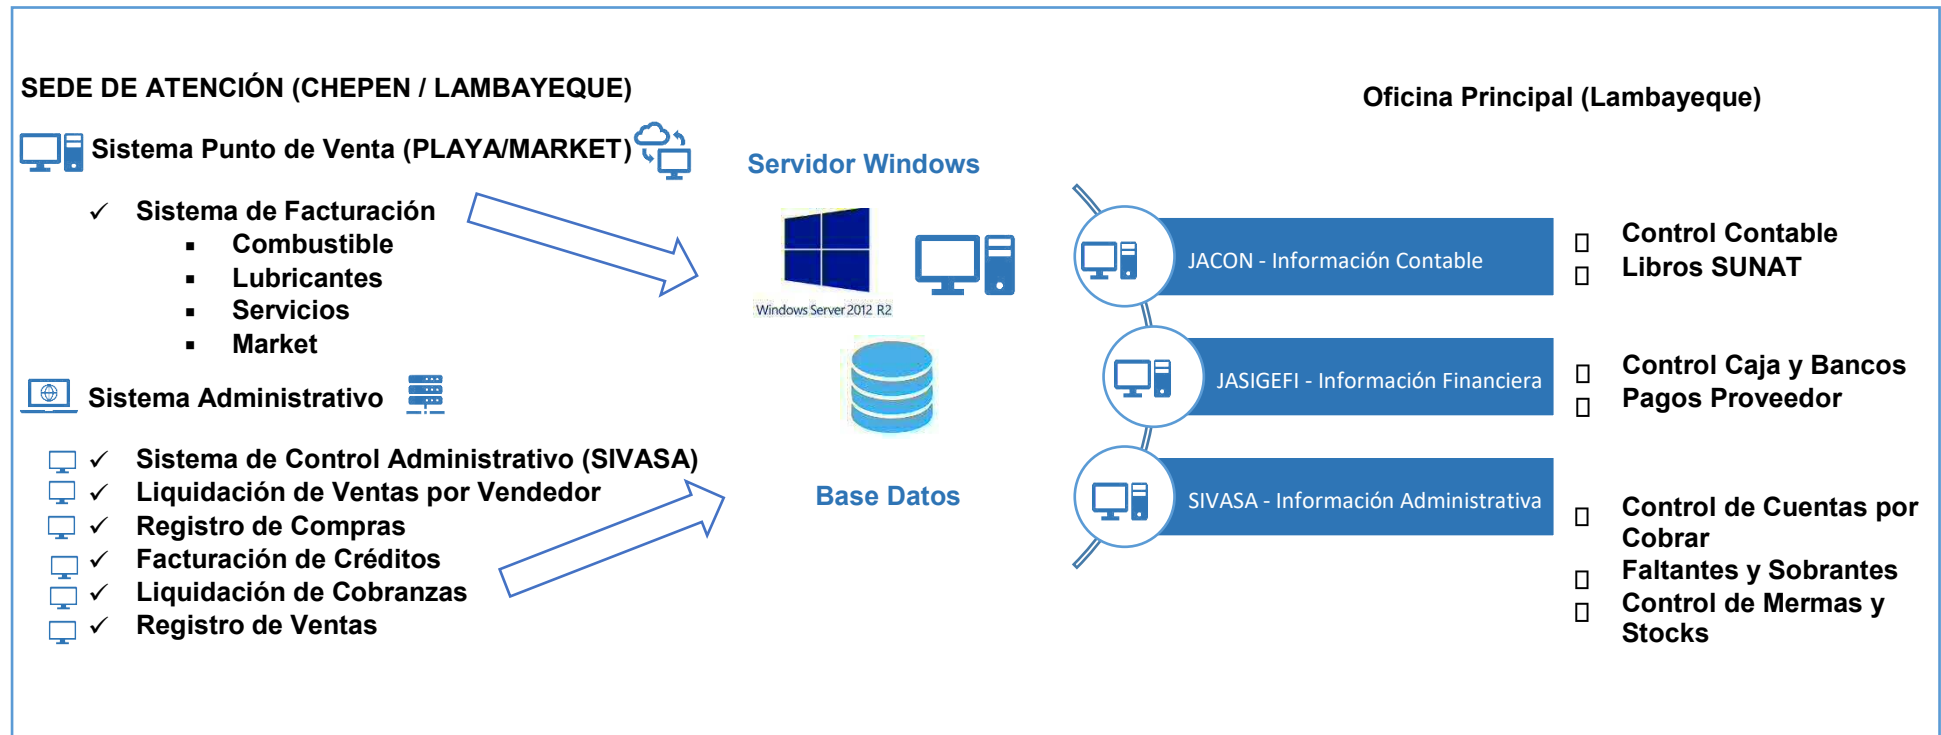 SEDE DE ATENCIÓN (CHEPEN / LAMBAYEQUE)
Sistema Punto de Venta (PLAYA/MARKET)
✓ Sistema de Facturación
▪ Combustible
▪ Lubricantes
▪ Servicios
▪ Market
Sistema Administrativo
✓ Sistema de Control Administrativo (SIVASA)
✓ Liquidación de Ventas por Vendedor
✓ Registro de Compras
✓ Facturación de Créditos
✓ Liquidación de Cobranzas
✓ Registro de Ventas
Servidor Windows
Windows Server 2012 R2
Base Datos
Oficina Principal (Lambayeque)
JACON - Información Contable
Control Contable
Libros SUNAT
JASIGEFI - Información Financiera
Control Caja y Bancos
Pagos Proveedor
SIVASA - Información Administrativa
Control de Cuentas por
Cobrar
Faltantes y Sobrantes
Control de Mermas y
Stocks